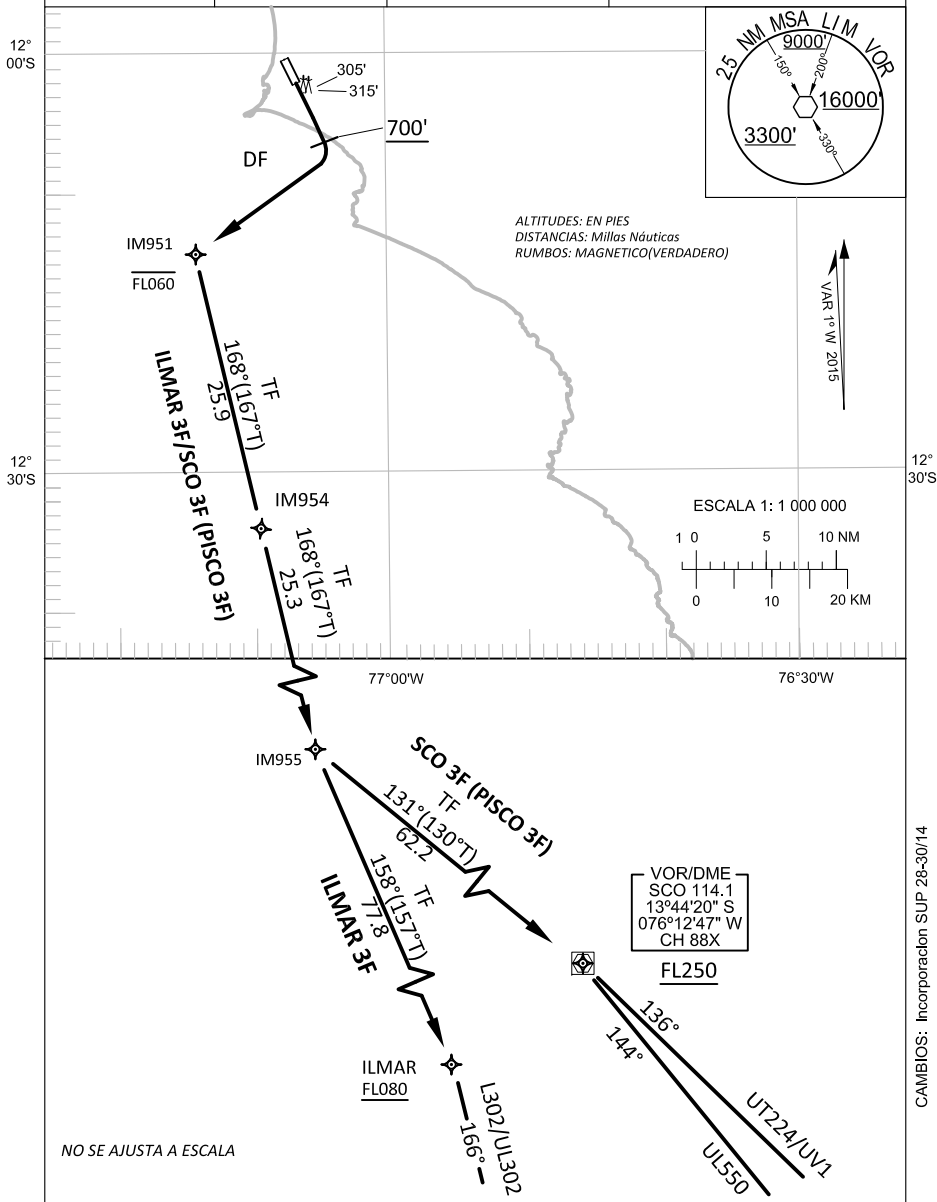 12°
00'S
305'
315'
700'
DF
25 NM MSA LIM VOR
9000'
150°
200°
16000'
3300'
330°
IM951
FL060
ALTITUDES: EN PIES
DISTANCIAS: Millas Náuticas
RUMBOS: MAGNETICO(VERDADERO)
VAR 1° W 2015
TF
168°(167°T)
25.9
ILMAR 3F/SCO 3F (PISCO 3F)
12°
30'S
12°
30'S
IM954
ESCALA 1: 1 000 000
1 0 5 10 NM
0 10 20 KM
TF
168°(167°T)
25.3
77°00'W
76°30'W
IM955
SCO 3F (PISCO 3F)
TF
131°(130°T)
62.2
TF
158°(157°T)
77.8
ILMAR 3F
VOR/DME
SCO 114.1
13°44'20" S
076°12'47" W
CH 88X
FL250
136°
144°
UT224/UV1
UL550
ILMAR
FL080
L302/UL302
166°
NO SE AJUSTA A ESCALA
CAMBIOS: Incorporacion SUP 28-30/14